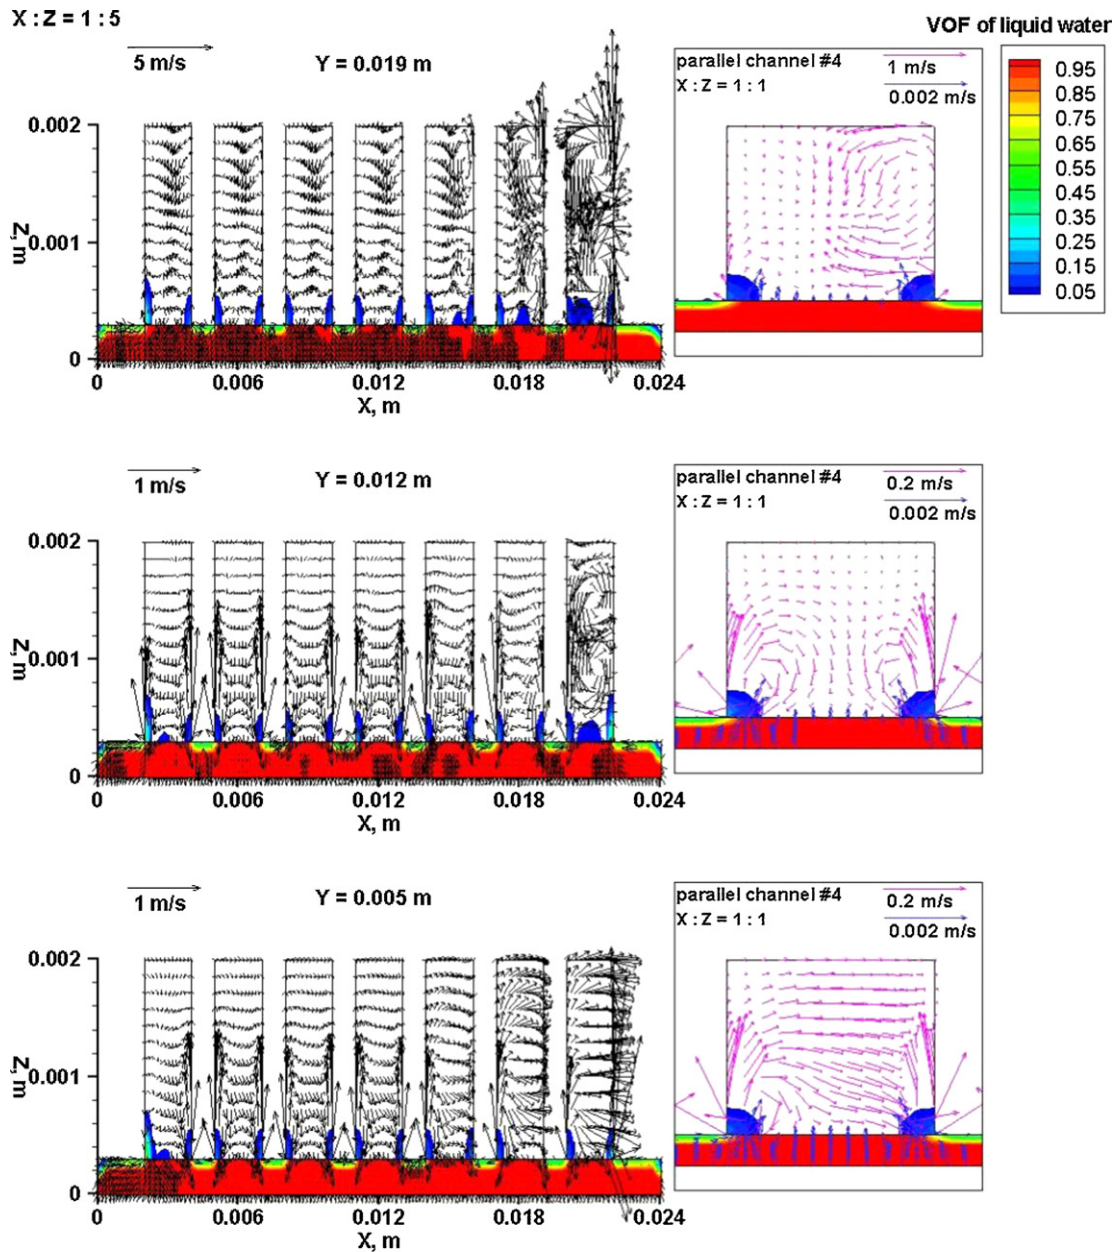 X : Z = 1 : 5
VOF of liquid water
5 m/s
Y = 0.019 m
parallel channel #4
1 m/s
X : Z = 1 : 1
0.002 m/s
0.95
0.85
0.75
0.65
0.55
0.45
0.35
0.25
0.15
0.05
0.002
0.001
0
Z, m
0
0.006
0.012
0.018
0.024
X, m
1 m/s
Y = 0.012 m
parallel channel #4
0.2 m/s
X : Z = 1 : 1
0.002 m/s
0.002
0.001
0
Z, m
0
0.006
0.012
0.018
0.024
X, m
1 m/s
Y = 0.005 m
parallel channel #4
0.2 m/s
X : Z = 1 : 1
0.002 m/s
0.002
0.001
0
Z, m
0
0.006
0.012
0.018
0.024
X, m